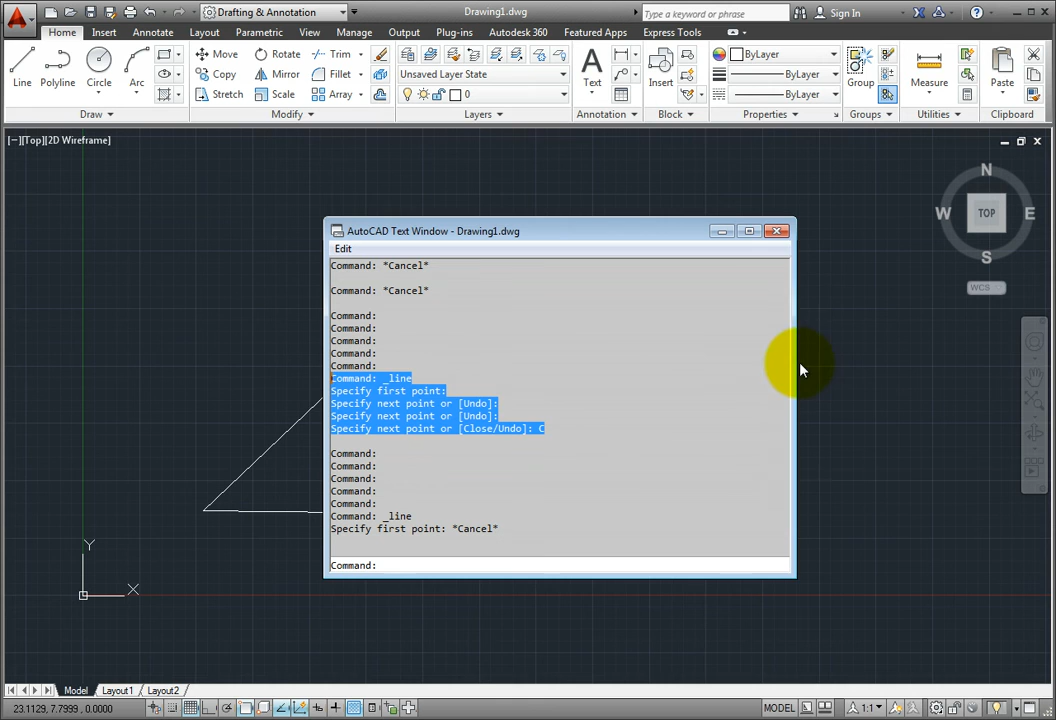 Drafting & Annotation
Drawing1.dwg
Type a keyword or phrase
Sign In
Home Insert Annotate Layout Parametric View Manage Output Plug-ins Autodesk 360 Featured Apps Express Tools
Line
Polyline
Circle
Arc
Move
Rotate
Trim
Copy
Mirror
Fillet
Stretch
Scale
Array
Unsaved Layer State
0
Text
Insert
ByLayer
ByLayer
ByLayer
Group
Measure
Paste
Draw
Modify
Layers
Annotation
Block
Properties
Groups
Utilities
Clipboard
[−][Top][2D Wireframe]
N
W
TOP
E
S
WCS
AutoCAD Text Window - Drawing1.dwg
Edit
Command: *Cancel*
Command: *Cancel*
Command:
Command:
Command:
Command:
Command:
Command: _line
Specify first point:
Specify next point or [Undo]:
Specify next point or [Undo]:
Specify next point or [Close/Undo]: C
Command:
Command:
Command:
Command:
Command:
Command: _line
Specify first point: *Cancel*
Command:
Y
X
Model Layout1 Layout2
23.1129, 7.7999, 0.0000
MODEL
1:1